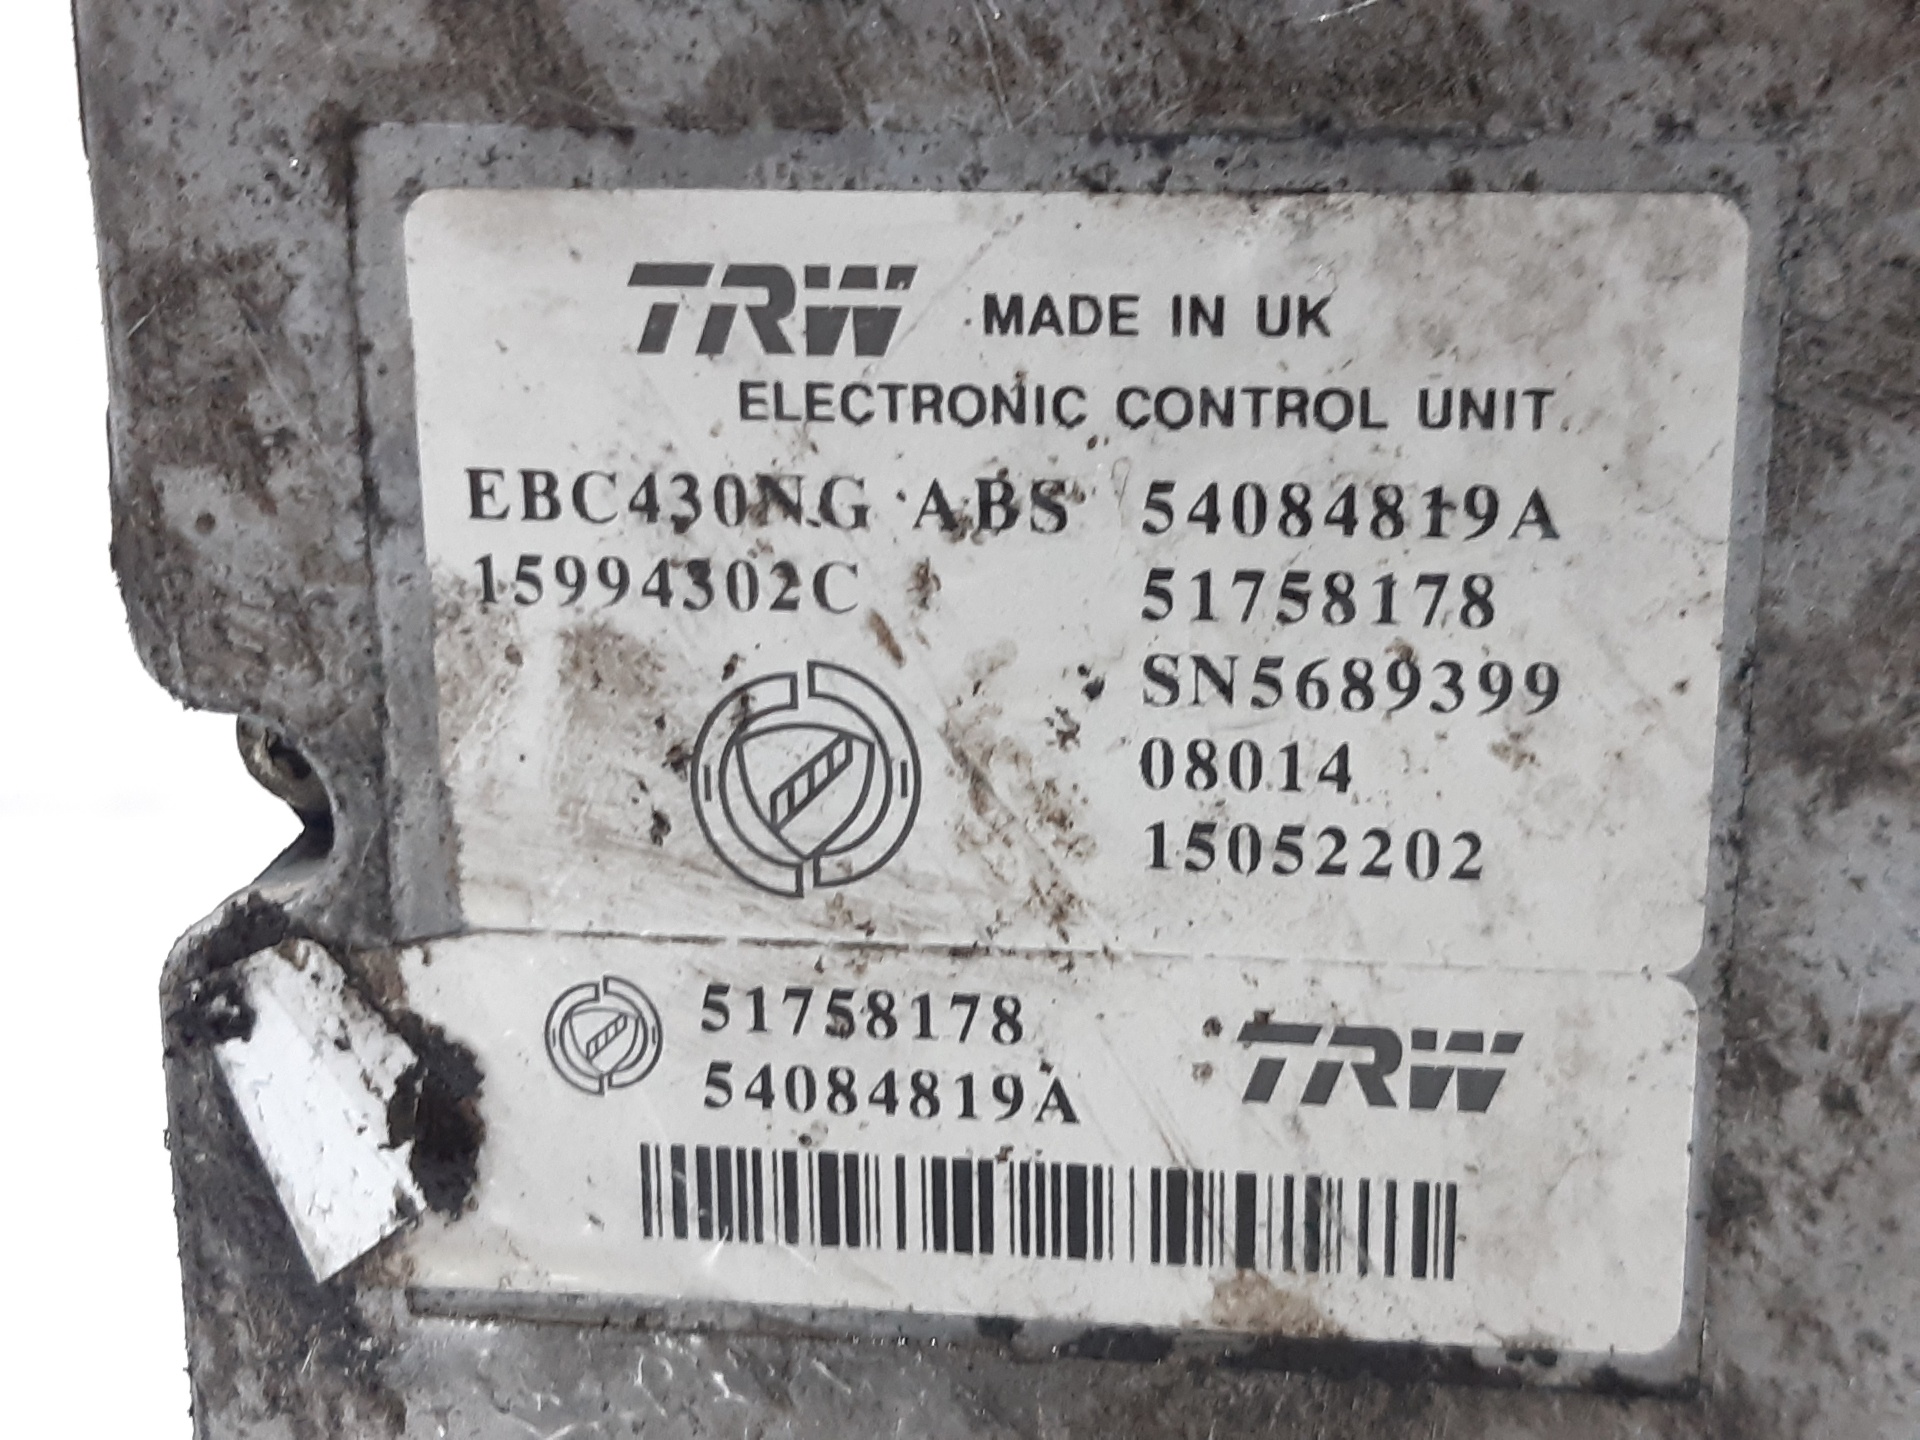 TRW MADE IN UK
ELECTRONIC CONTROL UNIT
EBC430NG ABS 54084819A
15994302C 51758178
SN5689399
08014
15052202
51758178 TRW
54084819A